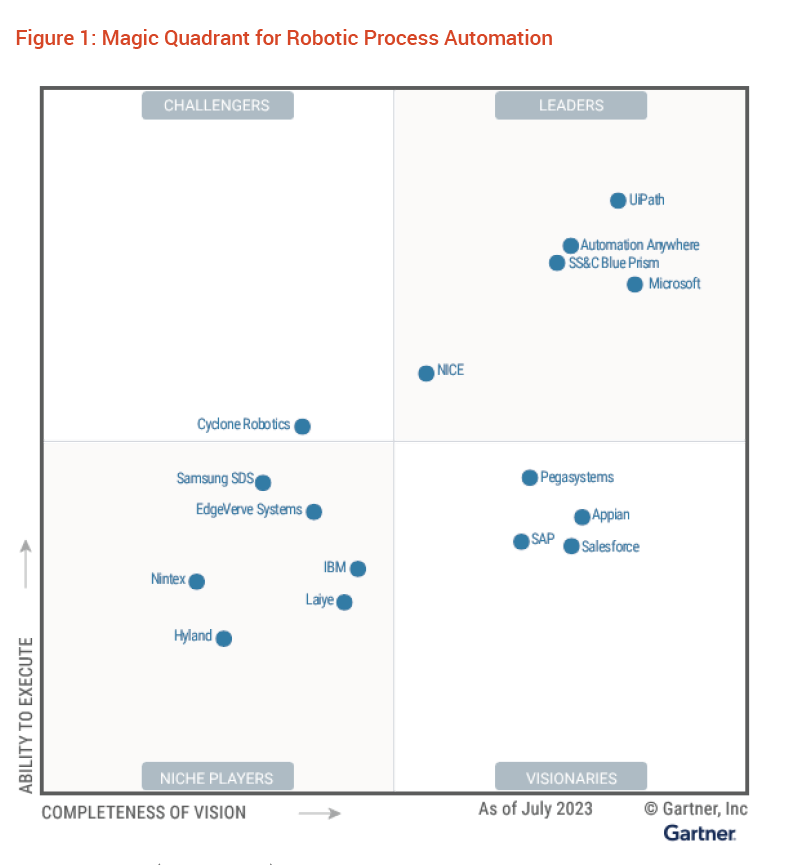 Figure 1: Magic Quadrant for Robotic Process Automation
CHALLENGERS
LEADERS
UiPath
Automation Anywhere
SS&C Blue Prism
Microsoft
NICE
Cyclone Robotics
Samsung SDS
EdgeVerve Systems
IBM
Nintex
Laiye
Hyland
Pegasystems
Appian
SAP
Salesforce
ABILITY TO EXECUTE
NICHE PLAYERS
VISIONARIES
COMPLETENESS OF VISION
As of July 2023
© Gartner, Inc
Gartner